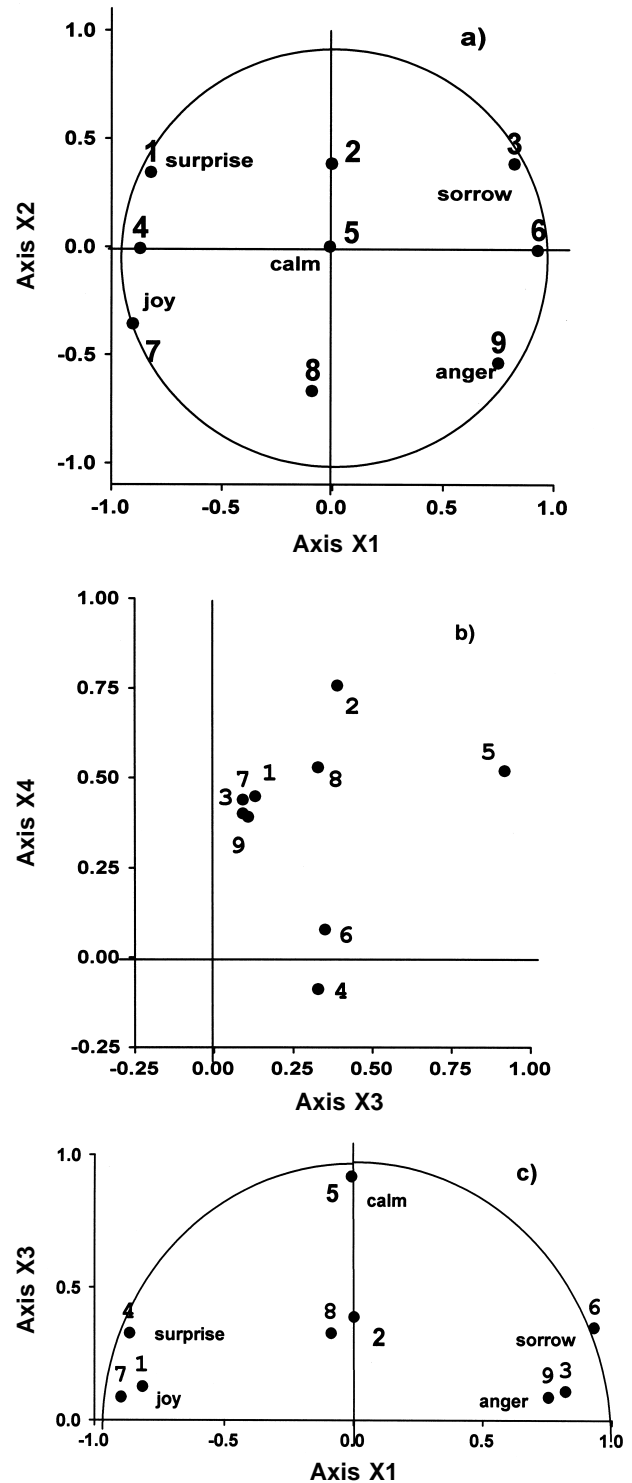 1.0
a)
0.5
1 surprise
2
3
sorrow
4
5
6
0.0
calm
joy
7
-0.5
8
9
anger
-1.0
-1.0 -0.5 0.0 0.5 1.0
Axis X2
Axis X1
1.00
b)
0.75
2
5
0.50
7 1
8
3
9
0.25
6
0.00
4
-0.25
-0.25 0.00 0.25 0.50 0.75 1.00
Axis X4
Axis X3
1.0
c)
5 calm
0.5
4
surprise
8
2
6
sorrow
7 1
joy
9 3
anger
0.0
-1.0 -0.5 0.0 0.5 1.0
Axis X3
Axis X1